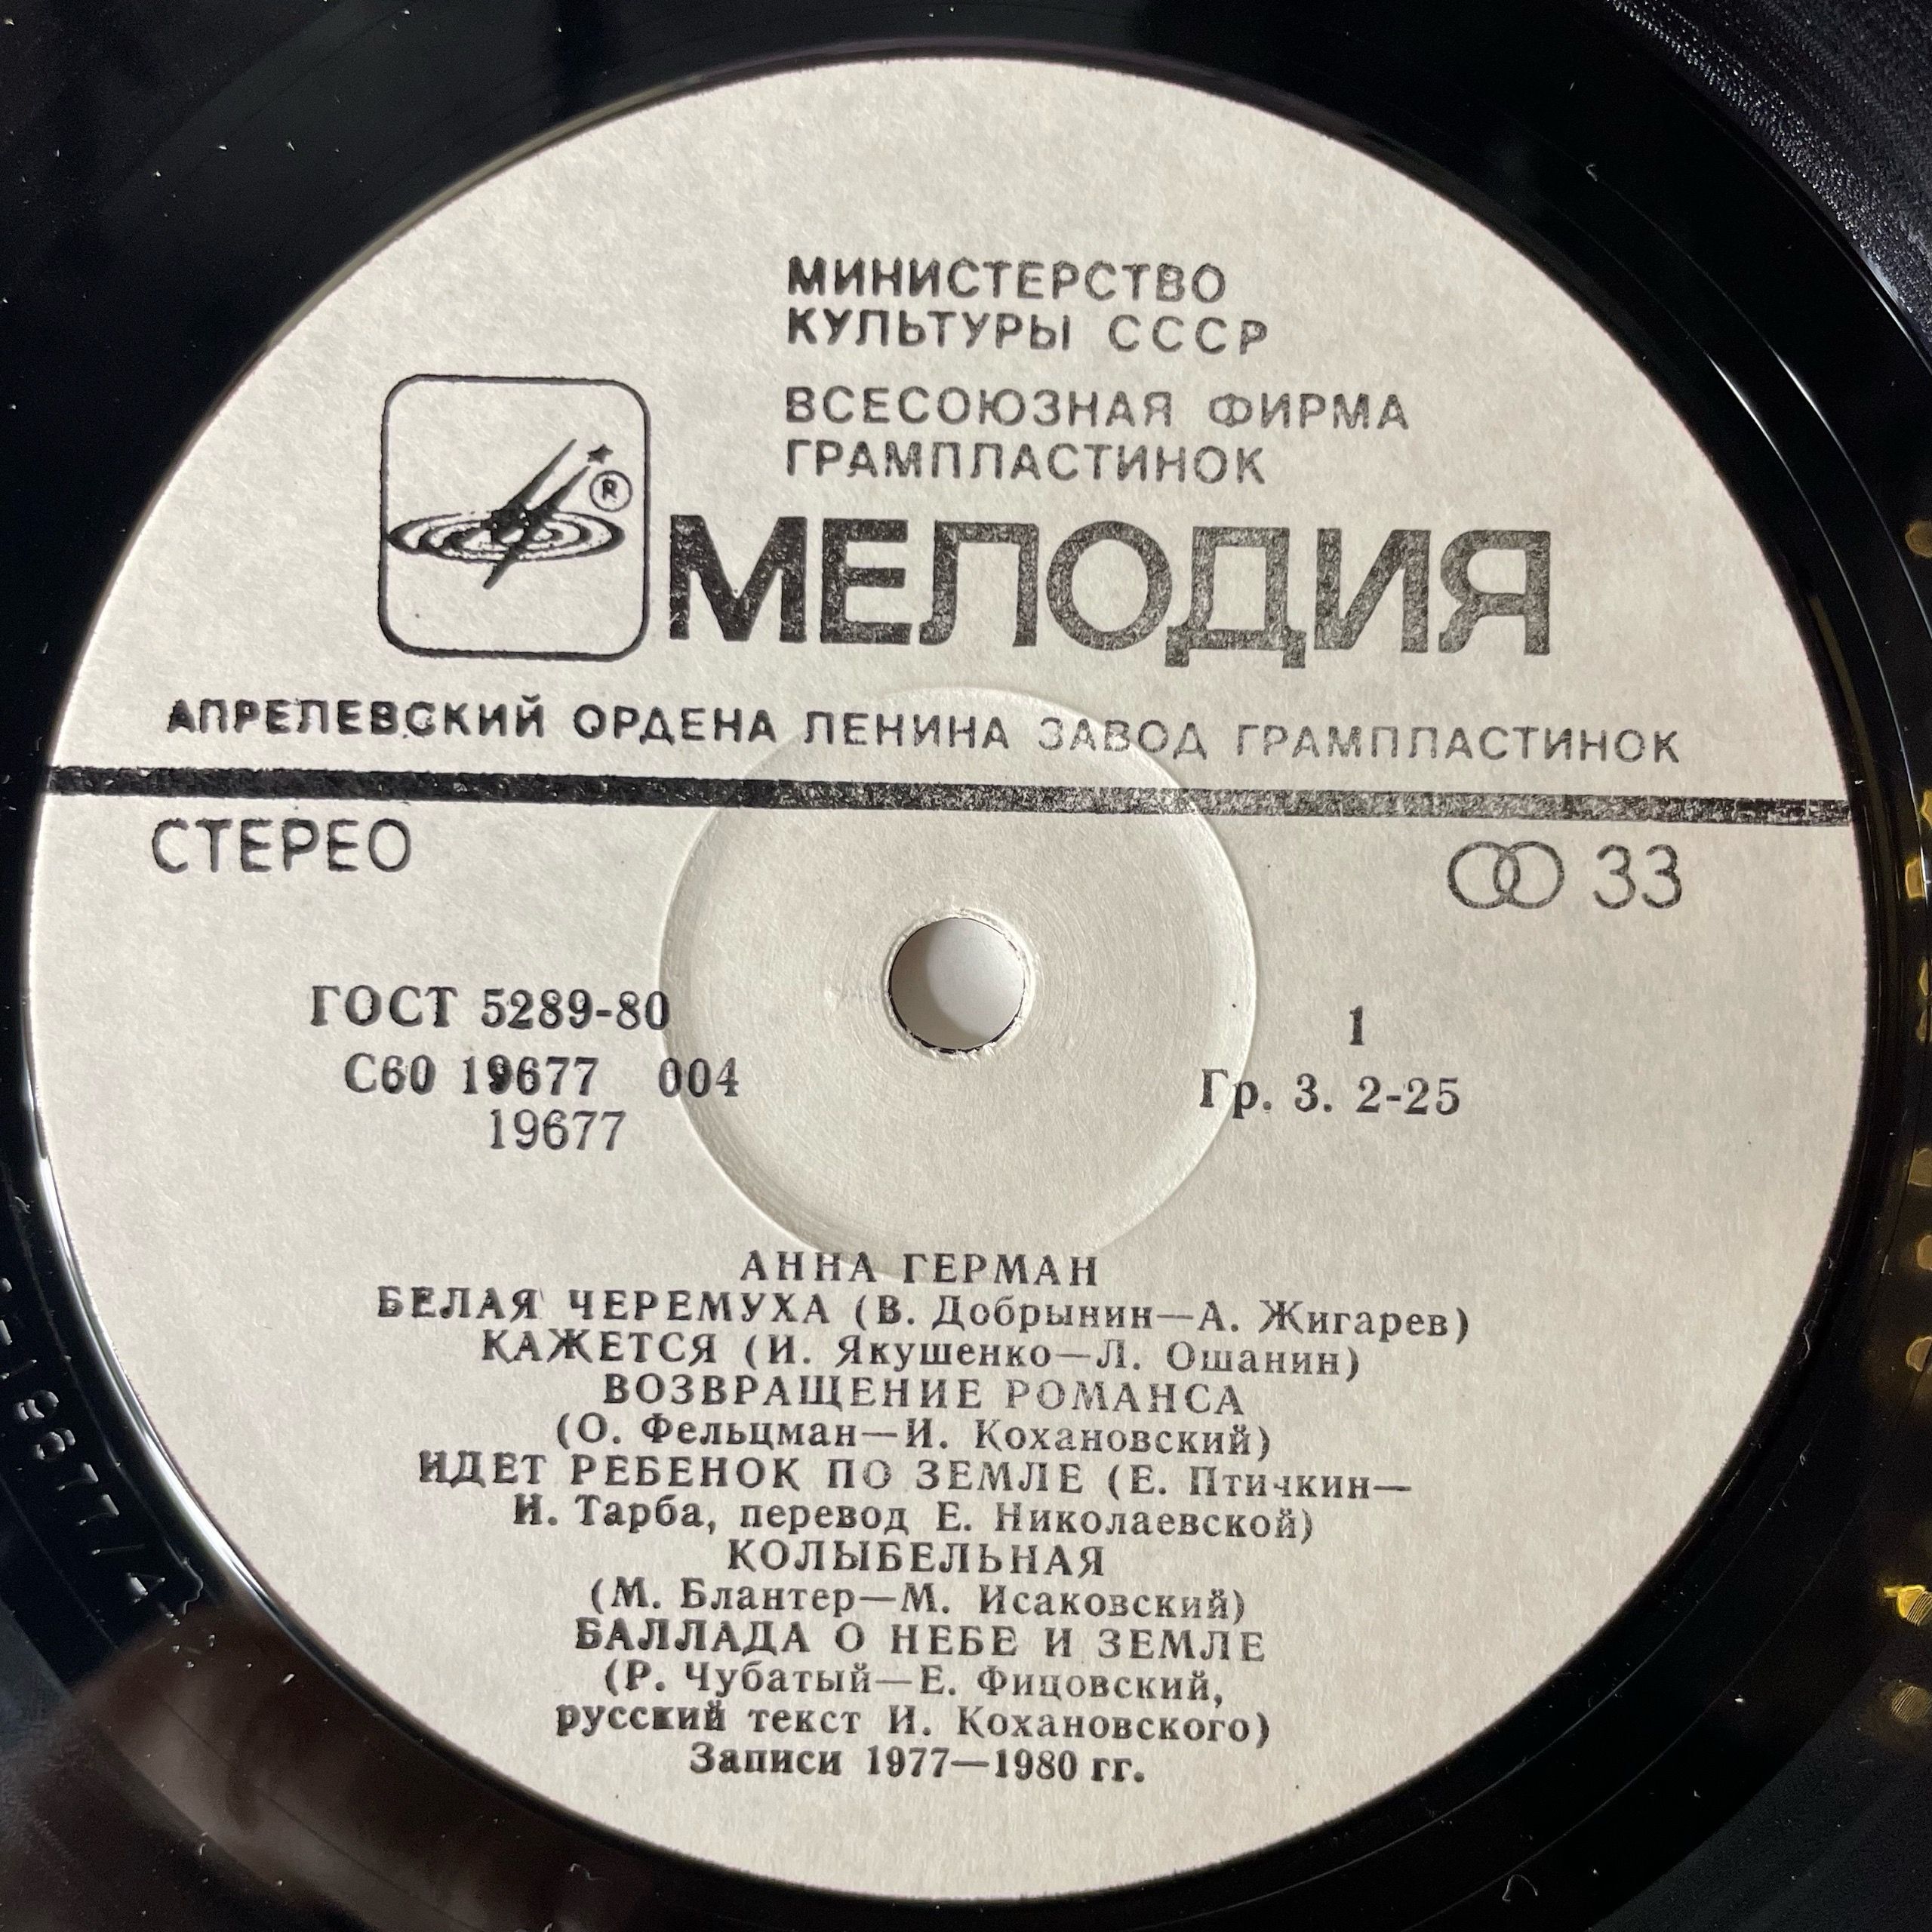 МИНИСТЕРСТВО
КУЛЬТУРЫ СССР
ВСЕСОЮЗНАЯ ФИРМА
ГРАМПЛАСТИНОК
®
МЕЛОДИЯ
АПРЕЛЕВСКИЙ ОРДЕНА ЛЕНИНА ЗАВОД ГРАМПЛАСТИНОК
СТЕРЕО
33
ГОСТ 5289-80
1
С60 19677 004
Гр. 3. 2-25
19677
АННА ГЕРМАН
БЕЛАЯ ЧЕРЕМУХА (В. Добрынин—А. Жигарев)
КАЖЕТСЯ (И. Якушенко—Л. Ошанин)
ВОЗВРАЩЕНИЕ РОМАНСА
(О. Фельцман—И. Кохановский)
ИДЕТ РЕБЕНОК ПО ЗЕМЛЕ (Е. Птичкин—
И. Тарба, перевод Е. Николаевской)
КОЛЫБЕЛЬНАЯ
(М. Блантер—М. Исаковский)
БАЛЛАДА О НЕБЕ И ЗЕМЛЕ
(Р. Чубатый—Е. Фицовский,
русский текст И. Кохановского)
Записи 1977—1980 гг.